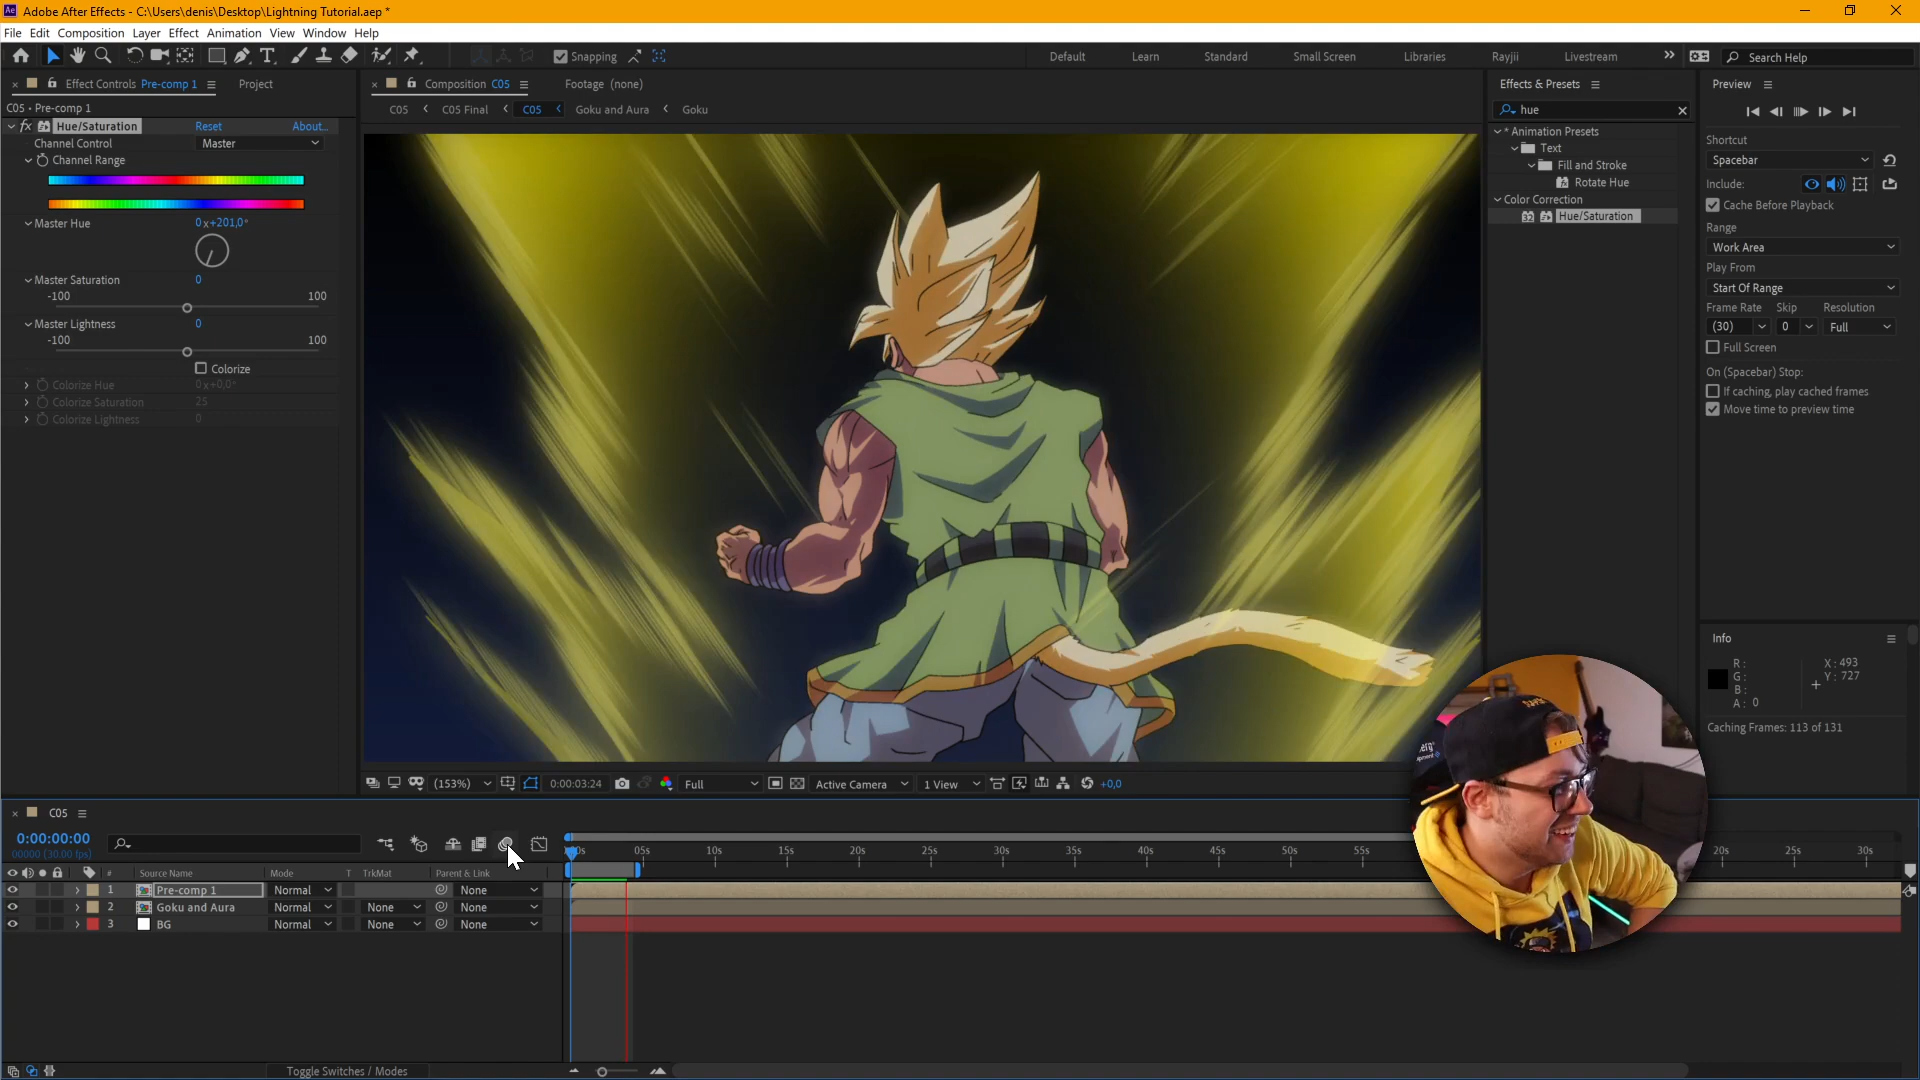 Adobe After Effects - C:\Users\denis\Desktop\Lightning Tutorial.aep *
File Edit Composition Layer Effect Animation View Window Help
Snapping
Default Learn Standard Small Screen Libraries Rayjii Livestream
Search Help
Effect Controls Pre-comp 1
Project
C05 • Pre-comp 1
fx Hue/Saturation Reset About...
Channel Control Master
Channel Range
Master Hue 0 x+201,0°
Master Saturation 0
-100 100
Master Lightness 0
-100 100
Colorize
Colorize Hue 0 x+0,0°
Colorize Saturation 25
Colorize Lightness 0
Composition C05
Footage (none)
C05 C05 Final C05 Goku and Aura Goku
(153%) 0:00:03:24 Full Active Camera 1 View +0,0
Effects & Presets
hue
* Animation Presets
Text
Fill and Stroke
Rotate Hue
Color Correction
32 Hue/Saturation
Preview
Shortcut
Spacebar
Include:
Cache Before Playback
Range
Work Area
Play From
Start Of Range
Frame Rate Skip Resolution
(30) 0 Full
Full Screen
On (Spacebar) Stop:
If caching, play cached frames
Move time to preview time
Info
R :
G :
B :
A : 0
X : 493
Y : 727
Caching Frames: 113 of 131
C05
0:00:00:00
00000 (30.00 fps)
05s 10s 15s 20s 25s 30s 35s 40s 45s 50s 55s 20s 25s 30s
# Source Name Mode T TrkMat Parent & Link
1 Pre-comp 1 Normal None
2 Goku and Aura Normal None None
3 BG Normal None None
Toggle Switches / Modes